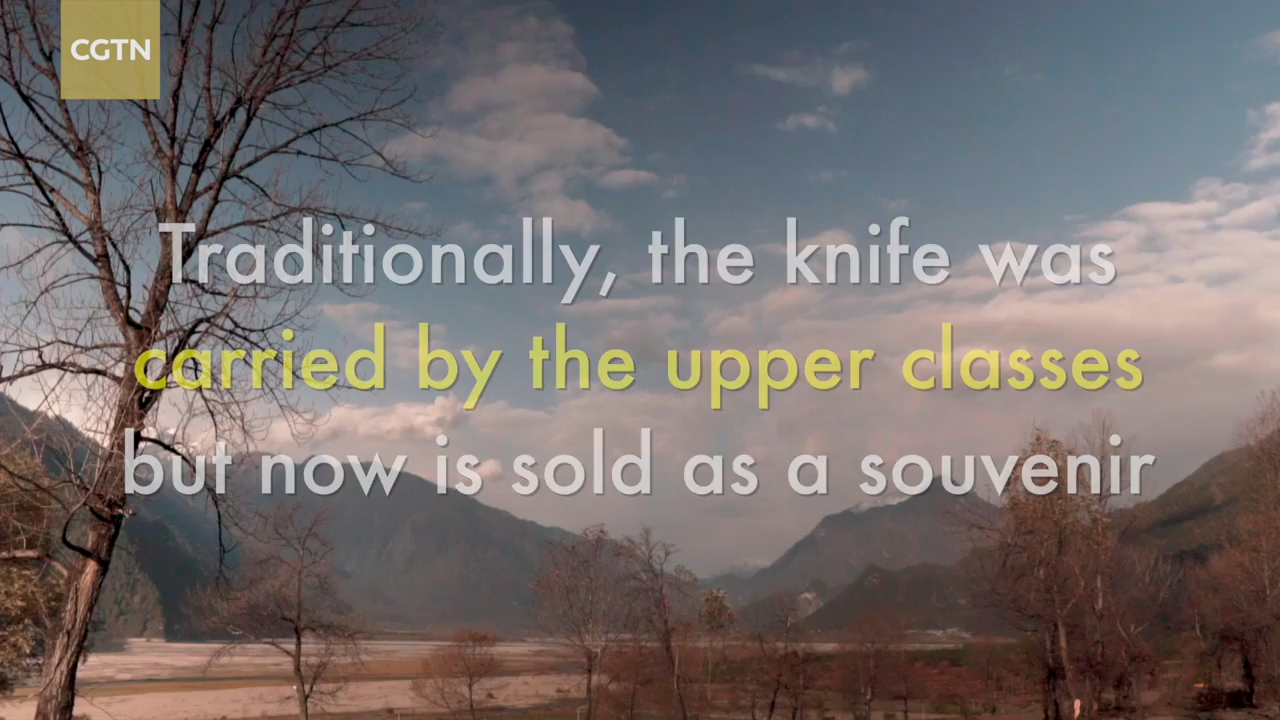 CGTN
Traditionally, the knife was
carried by the upper classes
but now is sold as a souvenir